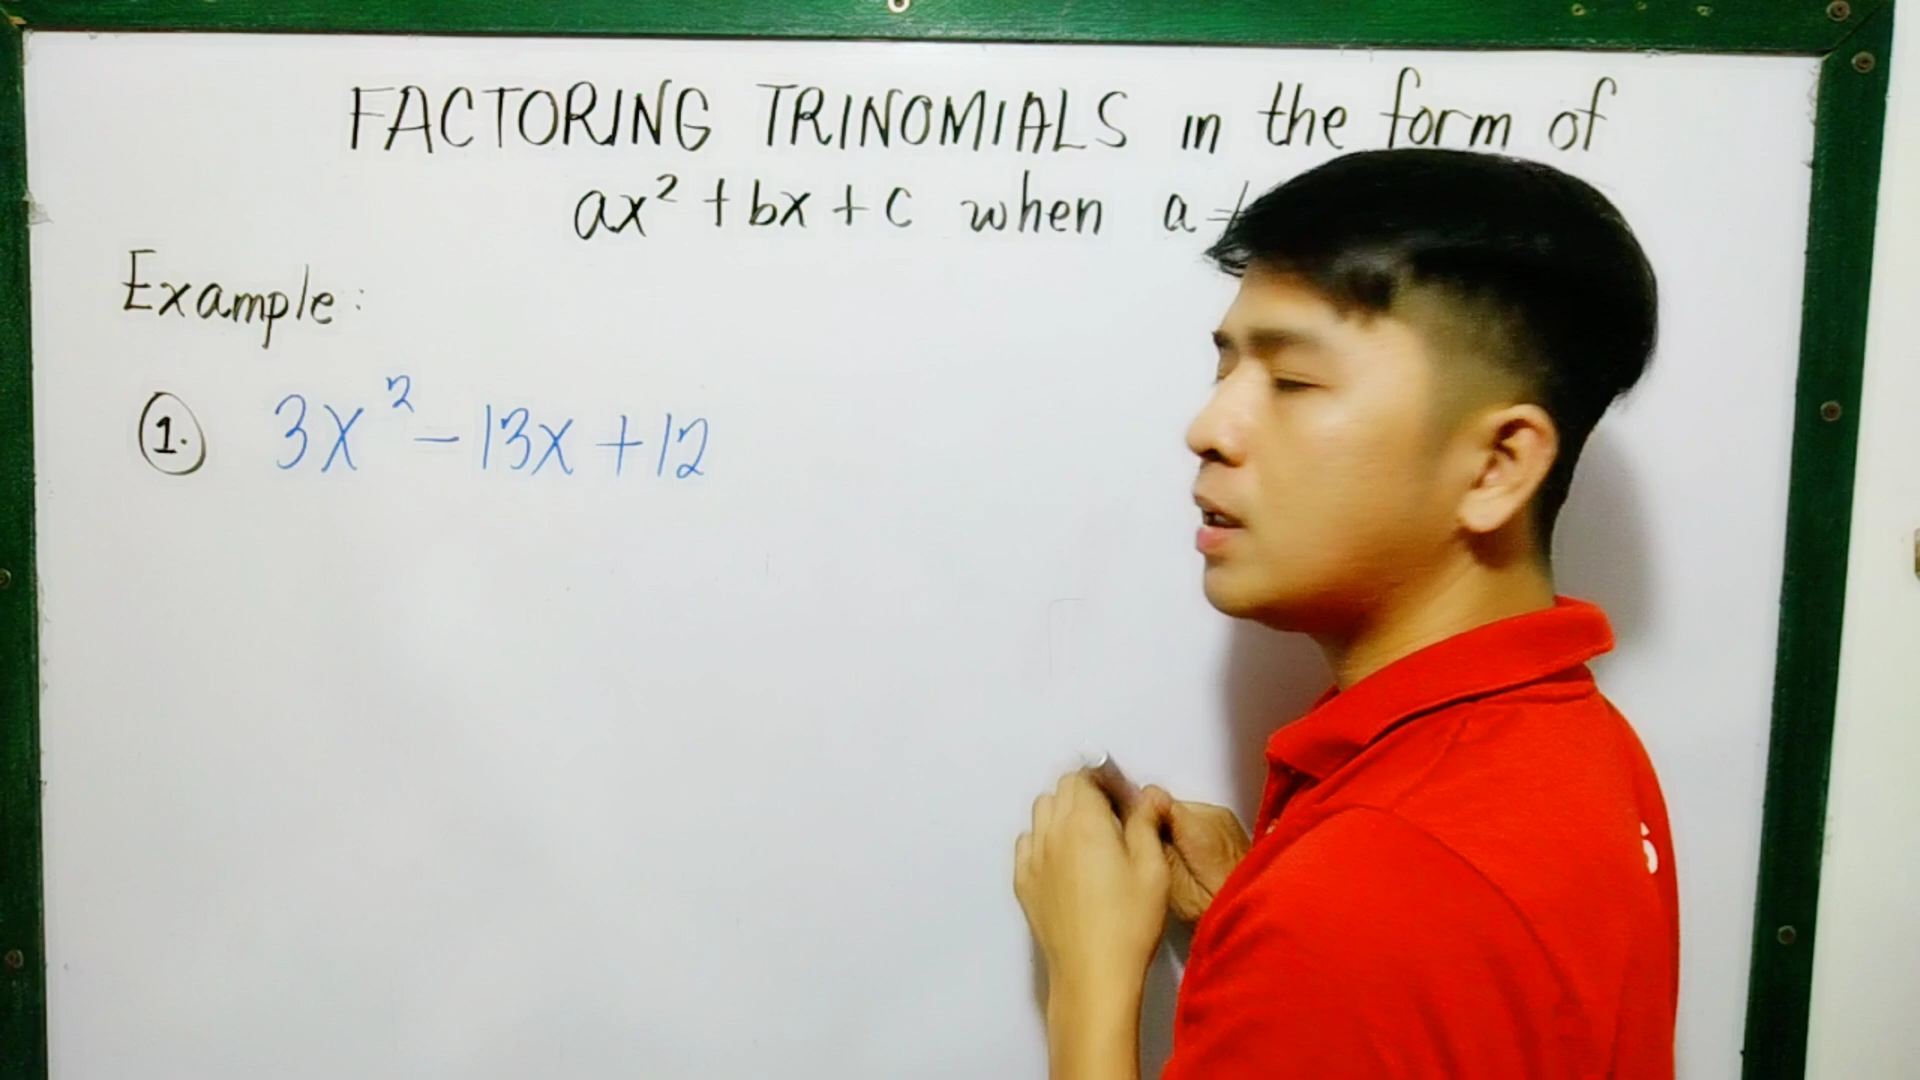 FACTORING TRINOMIALS in the form of
ax² + bx + c when a
Example:
1. 3x² - 13x + 12